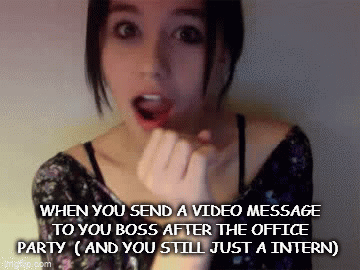 WHEN YOU SEND A VIDEO MESSAGE
TO YOU BOSS AFTER THE OFFICE
PARTY ( AND YOU STILL JUST A INTERN)
imgflip.com